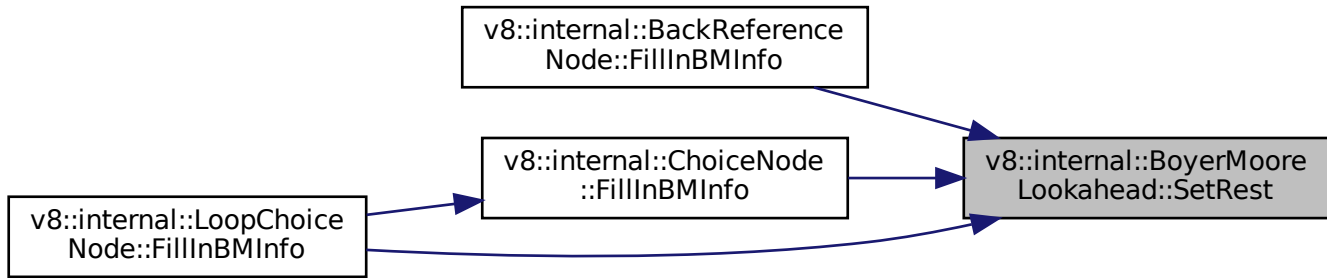 v8::internal::BackReference
Node::FillInBMInfo
v8::internal::ChoiceNode
::FillInBMInfo
v8::internal::BoyerMoore
Lookahead::SetRest
v8::internal::LoopChoice
Node::FillInBMInfo